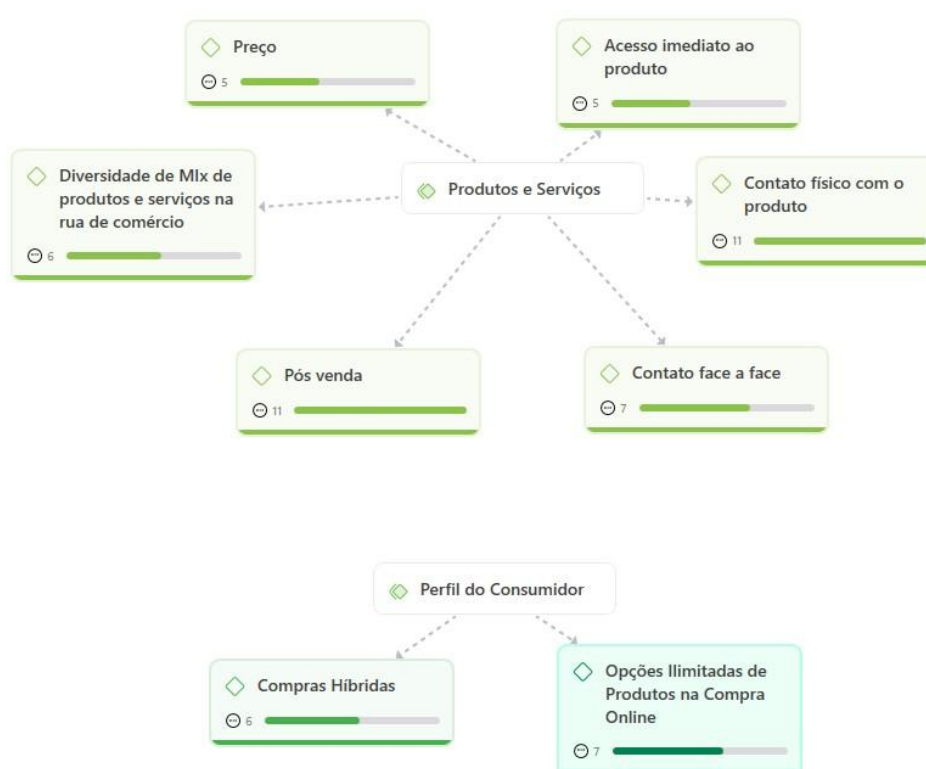 Preço
5
Acesso imediato ao
produto
5
Diversidade de MIx de
produtos e serviços na
rua de comércio
6
Produtos e Serviços
Contato físico com o
produto
11
Pós venda
11
Contato face a face
7
Perfil do Consumidor
Compras Híbridas
6
Opções Ilimitadas de
Produtos na Compra
Online
7